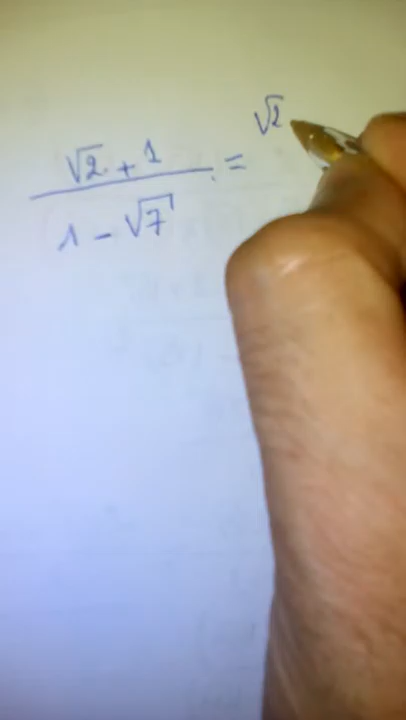 √2 + 1 = √2
1 - √7